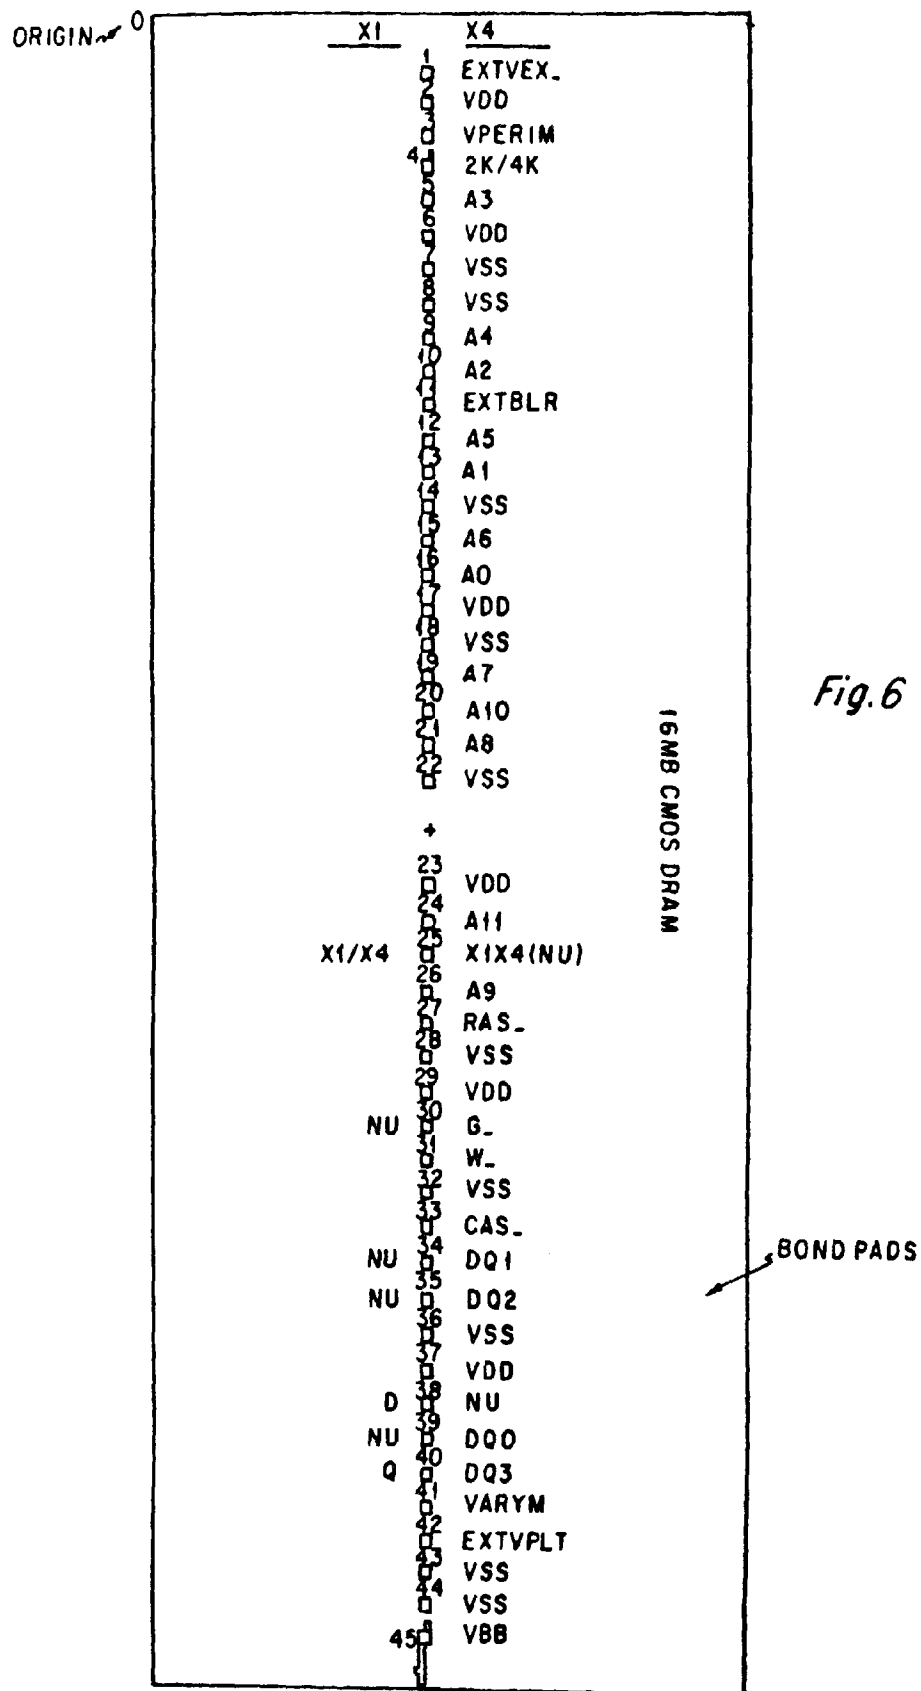 ORIGIN 0
X1 X4
1 EXTVEX_
2 VDD
3 VPERIM
4 2K/4K
5 A3
6 VDD
7 VSS
8 VSS
9 A4
10 A2
11 EXTBLR
12 A5
13 A1
14 VSS
15 A6
16 A0
17 VDD
18 VSS
19 A7
20 A10
21 A8
22 VSS
+
23 VDD
24 A11
X1/X4 25 X1X4(NU)
26 A9
27 RAS_
28 VSS
29 VDD
NU 30 G_
31 W_
32 VSS
33 CAS_
NU 34 DQ1
NU 35 DQ2
36 VSS
37 VDD
D 38 NU
NU 39 DQ0
Q 40 DQ3
41 VARYM
42 EXTVPLT
43 VSS
44 VSS
45 VBB
16MB CMOS DRAM
BOND PADS
Fig.6